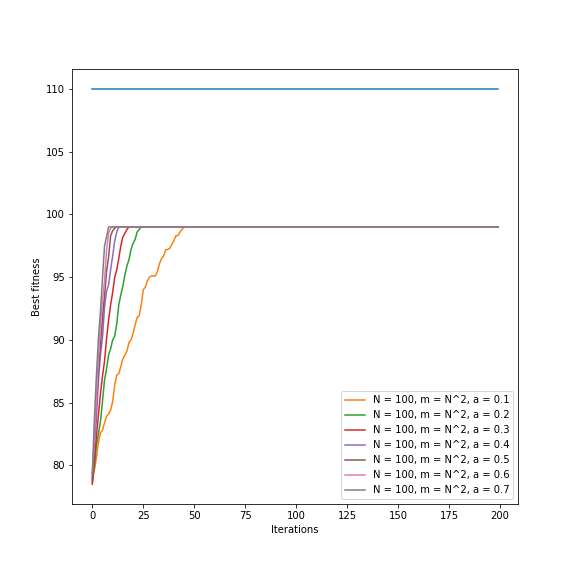 110
100
95
90
85
80
Best fitness
N = 100, m = N^2, a = 0.1
N = 100, m = N^2, a = 0.2
N = 100, m = N^2, a = 0.3
N = 100, m = N^2, a = 0.4
N = 100, m = N^2, a = 0.5
N = 100, m = N^2, a = 0.6
N = 100, m = N^2, a = 0.7
0 25 50 75 100 125 150 175 200
Iterations
105